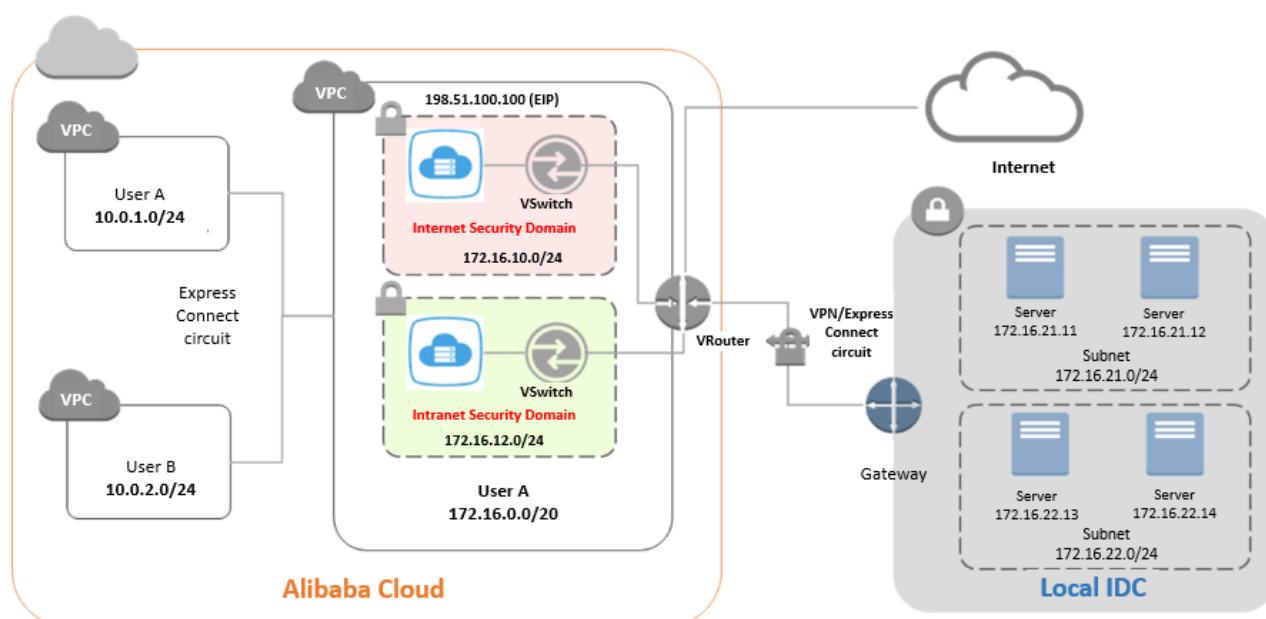 VPC
User A
10.0.1.0/24
Express
Connect
circuit
VPC
User B
10.0.2.0/24
VPC
198.51.100.100 (EIP)
VSwitch
Internet Security Domain
172.16.10.0/24
VSwitch
Intranet Security Domain
172.16.12.0/24
User A
172.16.0.0/20
Alibaba Cloud
VRouter
Internet
VPN/Express
Connect
circuit
Gateway
Server
172.16.21.11
Server
172.16.21.12
Subnet
172.16.21.0/24
Server
172.16.22.13
Server
172.16.22.14
Subnet
172.16.22.0/24
Local IDC